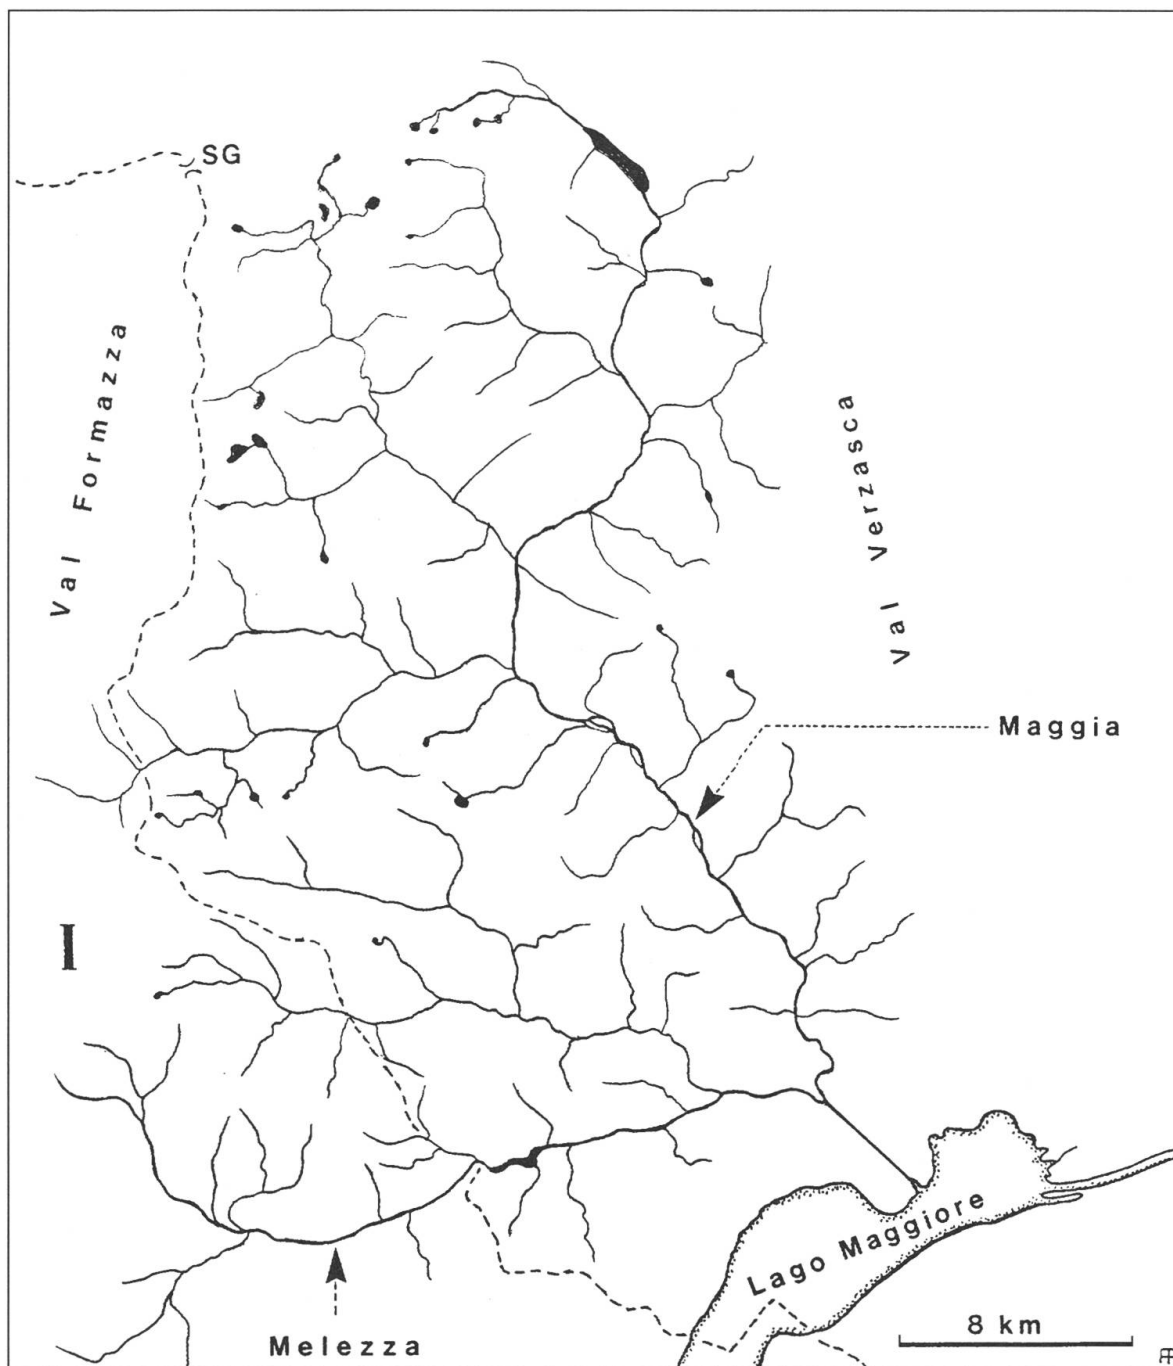 SG
Val Formazza
Val Verzasca
Maggia
I
Lago Maggiore
8 km
Melezza